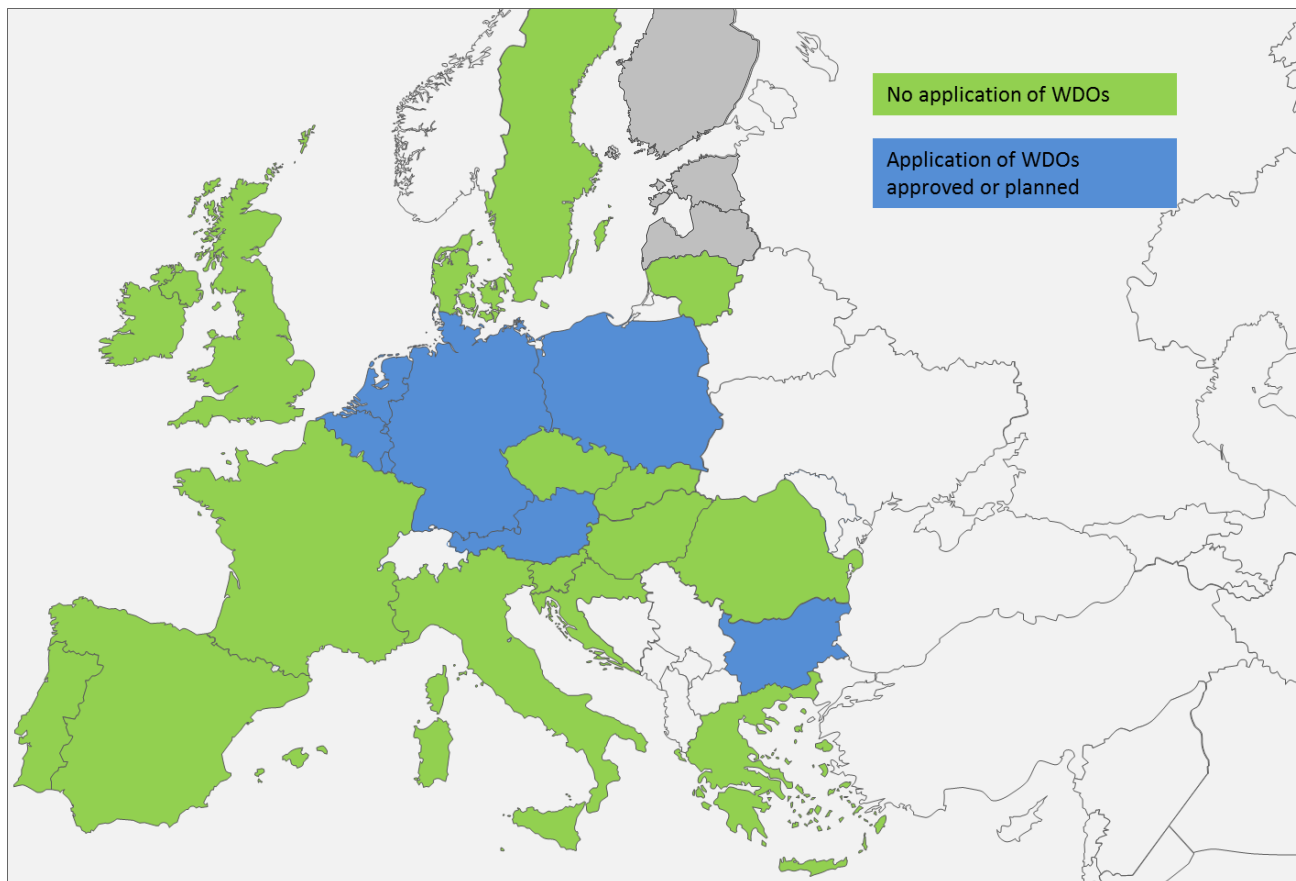 No application of WDOs
Application of WDOs
approved or planned